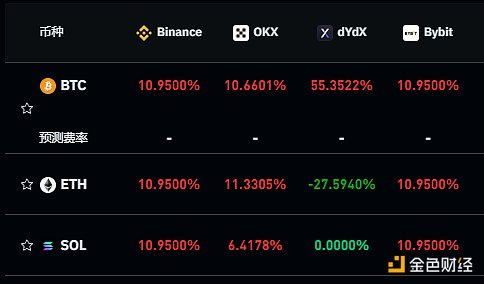 币种 Binance OKX dYdX Bybit
BTC 10.9500% 10.6601% 55.3522% 10.9500%
预测费率 - - - -
ETH 10.9500% 11.3305% -27.5940% 10.9500%
SOL 10.9500% 6.4178% 0.0000% 10.9500%
金色财经